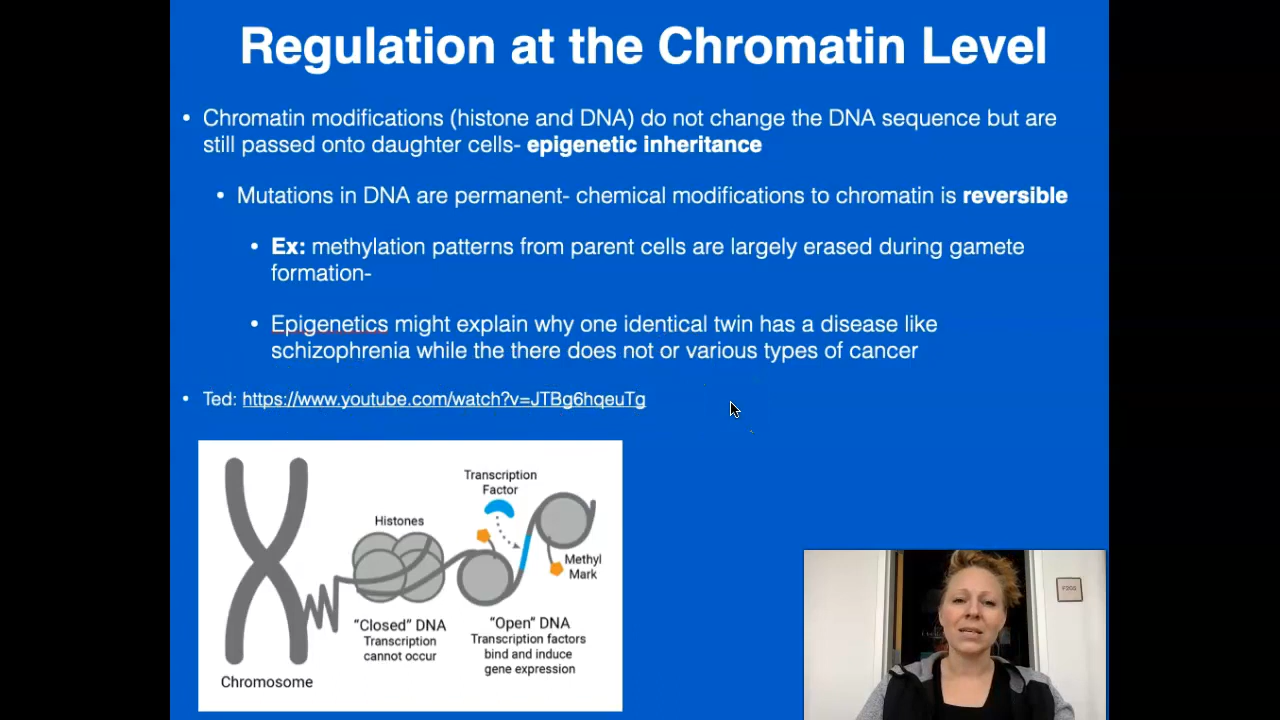 Regulation at the Chromatin Level
• Chromatin modifications (histone and DNA) do not change the DNA sequence but are
still passed onto daughter cells- epigenetic inheritance
• Mutations in DNA are permanent- chemical modifications to chromatin is reversible
• Ex: methylation patterns from parent cells are largely erased during gamete
formation-
• Epigenetics might explain why one identical twin has a disease like
schizophrenia while the there does not or various types of cancer
• Ted: https://www.youtube.com/watch?v=JTBg6hqeuTg
Transcription
Factor
Histones
Methyl
Mark
“Closed” DNA
Transcription
cannot occur
“Open” DNA
Transcription factors
bind and induce
gene expression
Chromosome